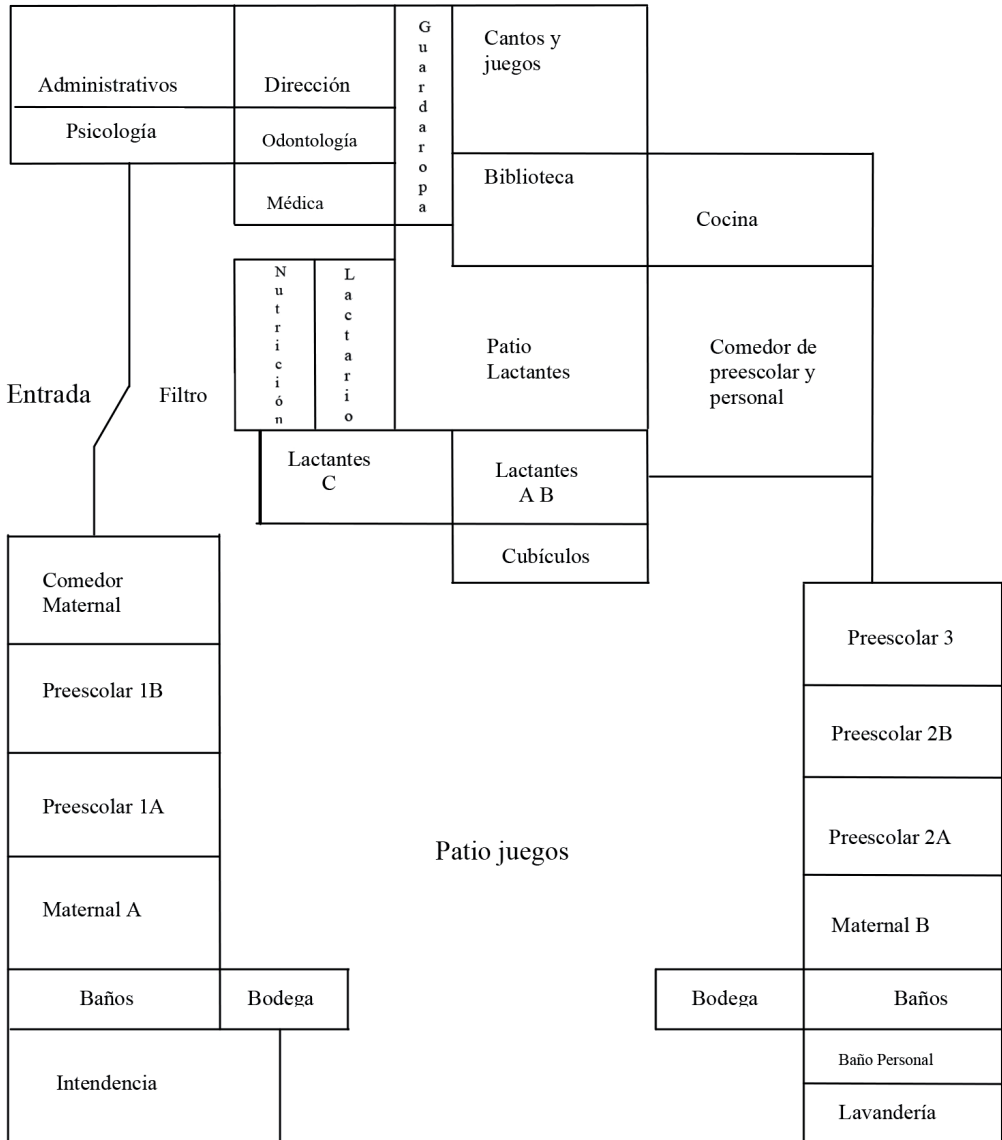 Guardaropa
Cantos y
juegos
Administrativos
Dirección
Psicología
Odontología
Médica
Biblioteca
Cocina
Nutrición
Lactario
Patio
Lactantes
Comedor de
preescolar y
personal
Entrada
Filtro
Lactantes
C
Lactantes
A B
Cubículos
Comedor
Maternal
Preescolar 3
Preescolar 1B
Preescolar 2B
Preescolar 1A
Preescolar 2A
Patio juegos
Maternal A
Maternal B
Baños
Bodega
Bodega
Baños
Intendencia
Baño Personal
Lavandería